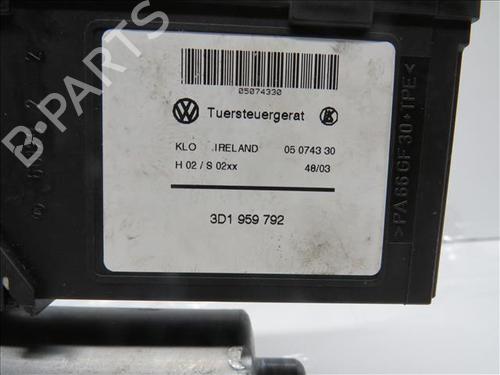 05074330
Tuersteuergerat
KLO .IRELAND 05 0743 30
H 02 / S 02xx 48/03
3D1 959 792
>PA66GF30+TPE<
B-PARTS